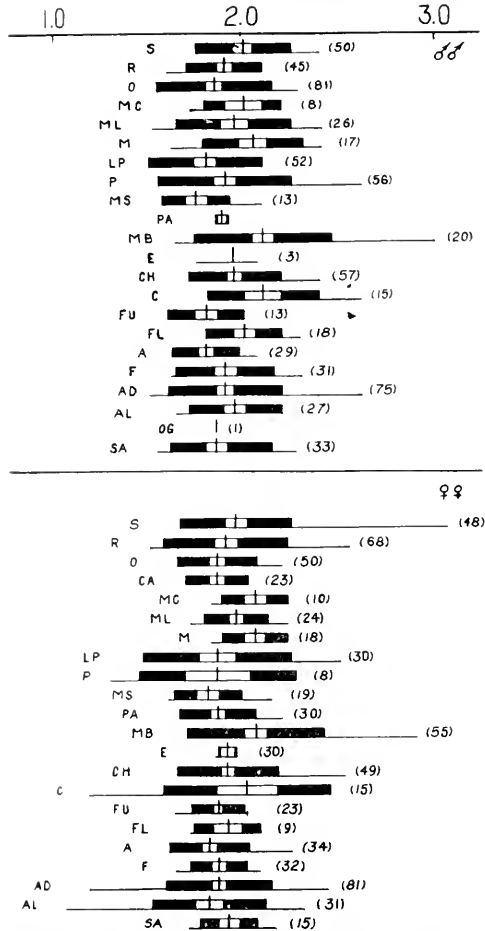 1.0 2.0 3.0
♂♂
S (50)
R (45)
O (81)
MC (8)
ML (26)
M (17)
LP (52)
P (56)
MS (13)
PA
MB (20)
E (3)
CH (57)
C (15)
FU (13)
FL (18)
A (29)
F (31)
AD (75)
AL (27)
OG (1)
SA (33)
♀♀
S (48)
R (68)
O (50)
CA (23)
MC (10)
ML (24)
M (18)
LP (30)
P (8)
MS (19)
PA (30)
MB (55)
E (30)
CH (49)
C (15)
FU (23)
FL (9)
A (34)
F (32)
AD (81)
AL (31)
SA (15)